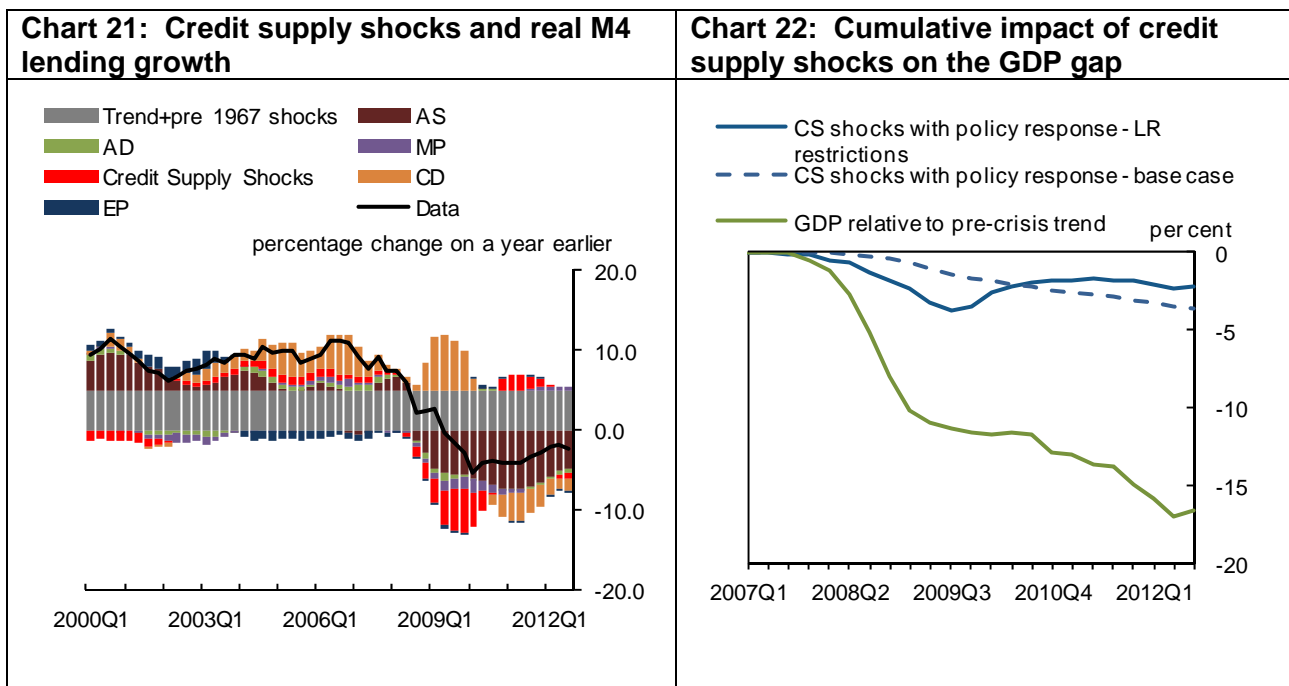 Chart 21: Credit supply shocks and real M4
lending growth
Trend+pre 1967 shocks
AS
AD
MP
Credit Supply Shocks
CD
EP
Data
percentage change on a year earlier
20.0
10.0
0.0
-10.0
-20.0
2000Q1
2003Q1
2006Q1
2009Q1
2012Q1
Chart 22: Cumulative impact of credit
supply shocks on the GDP gap
CS shocks with policy response - LR
restrictions
CS shocks with policy response - base case
GDP relative to pre-crisis trend
per cent
0
-5
-10
-15
-20
2007Q1
2008Q2
2009Q3
2010Q4
2012Q1